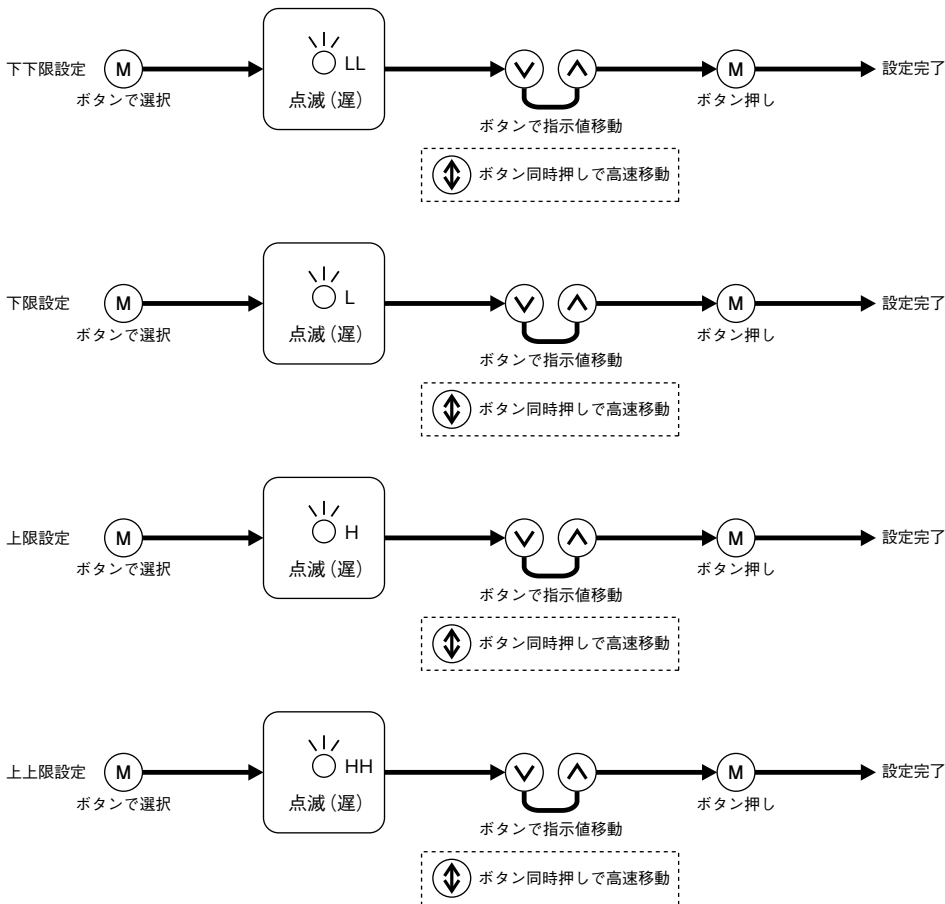 下下限設定 M LL M 設定完了
ボタンで選択 点滅（遅） ボタン押し
ボタンで指示値移動
ボタン同時押しで高速移動
下限設定 M L M 設定完了
ボタンで選択 点滅（遅） ボタン押し
ボタンで指示値移動
ボタン同時押しで高速移動
上限設定 M H M 設定完了
ボタンで選択 点滅（遅） ボタン押し
ボタンで指示値移動
ボタン同時押しで高速移動
上上限設定 M HH M 設定完了
ボタンで選択 点滅（遅） ボタン押し
ボタンで指示値移動
ボタン同時押しで高速移動